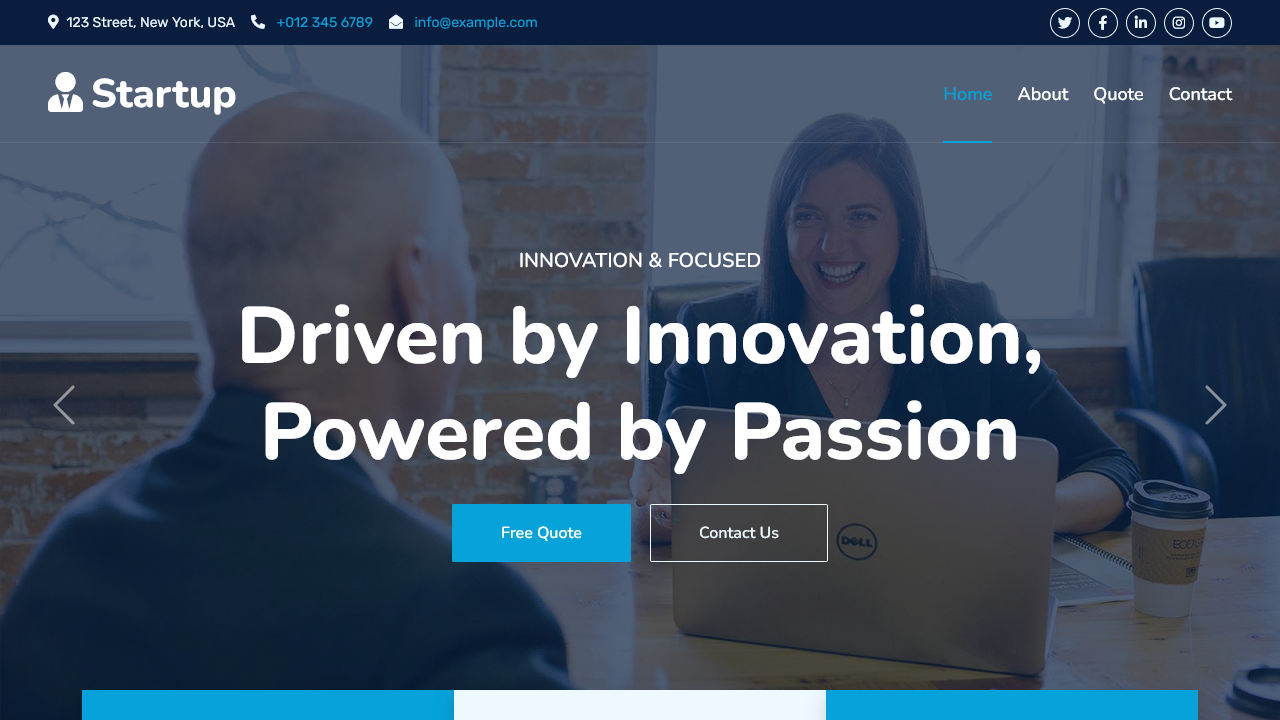 123 Street, New York, USA +012 345 6789 info@example.com
Startup
Home About Quote Contact
INNOVATION & FOCUSED
Driven by Innovation,
Powered by Passion
Free Quote Contact Us
DELL